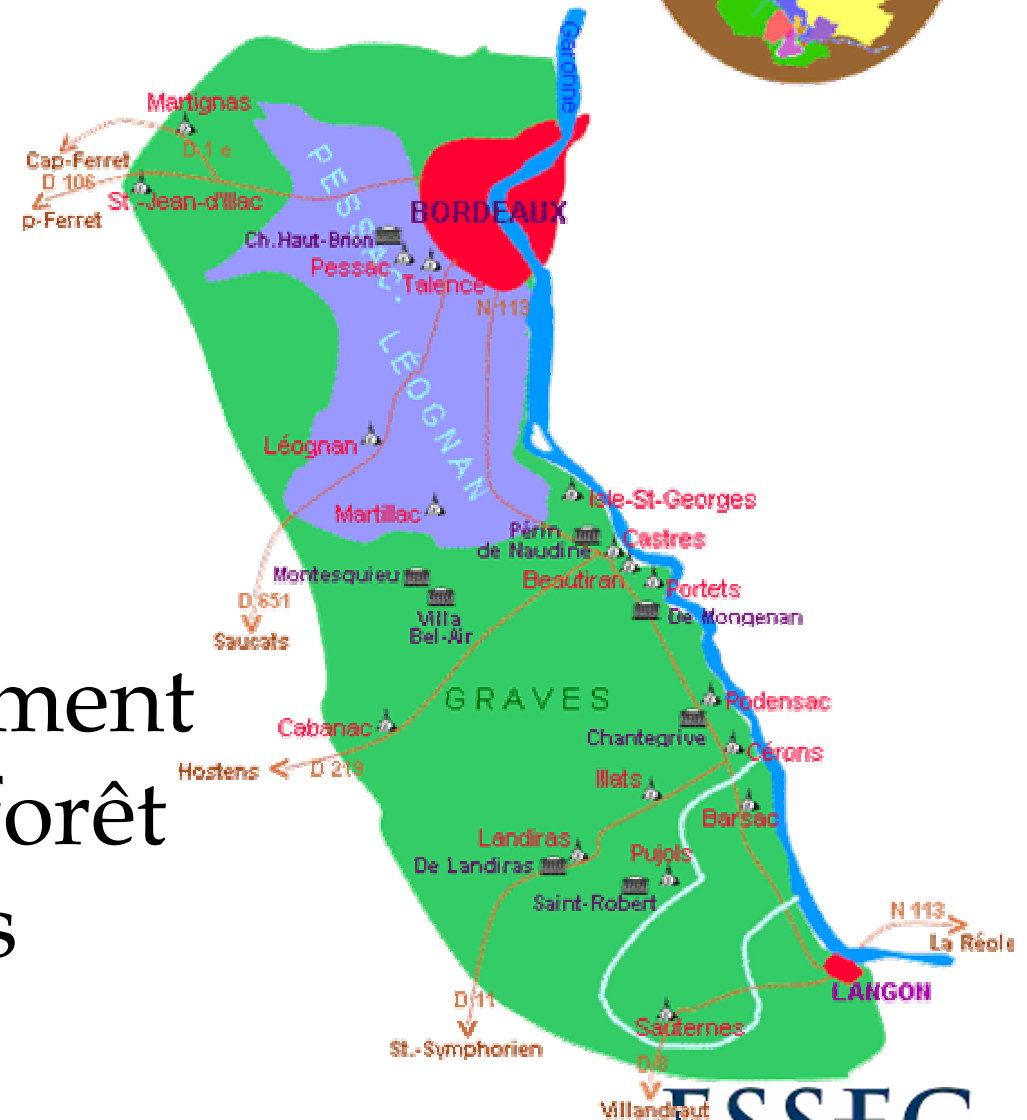 Garonne
Martignas
D 1 e
Cap-Ferret
D 106
St.-Jean-d'Illac
p-Ferret
PESSAC. LÉOGNAN
BORDEAUX
Ch.Haut-Brion
Pessac
Talence
N 113
Léognan
Martillac
Isle-St-Georges
Périn
de Naudine
Castres
Beautiran
Portets
De Mongenan
Montesquieu
Villa
Bel-Air
D 651
Saucats
ment
GRAVES
Podensac
Cabanac
Chantegrive
Cérons
Hostens
D 219
Illats
forêt
Barsac
Landiras
De Landiras
Pujols
Saint-Robert
s
N 113
La Réole
LANGON
D 11
Sauternes
St.-Symphorien
D 8
Villandraut
ESSEC